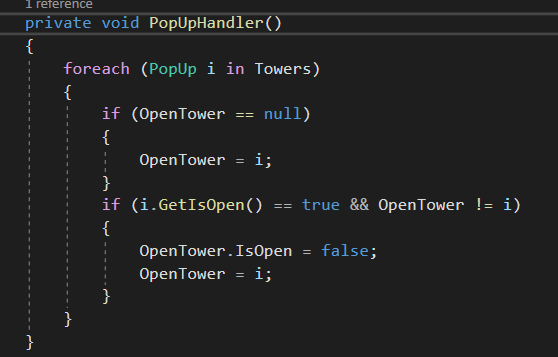 1 reference
private void PopUpHandler()
{
foreach (PopUp i in Towers)
{
if (OpenTower == null)
{
OpenTower = i;
}
if (i.GetIsOpen() == true && OpenTower != i)
{
OpenTower.IsOpen = false;
OpenTower = i;
}
}
}